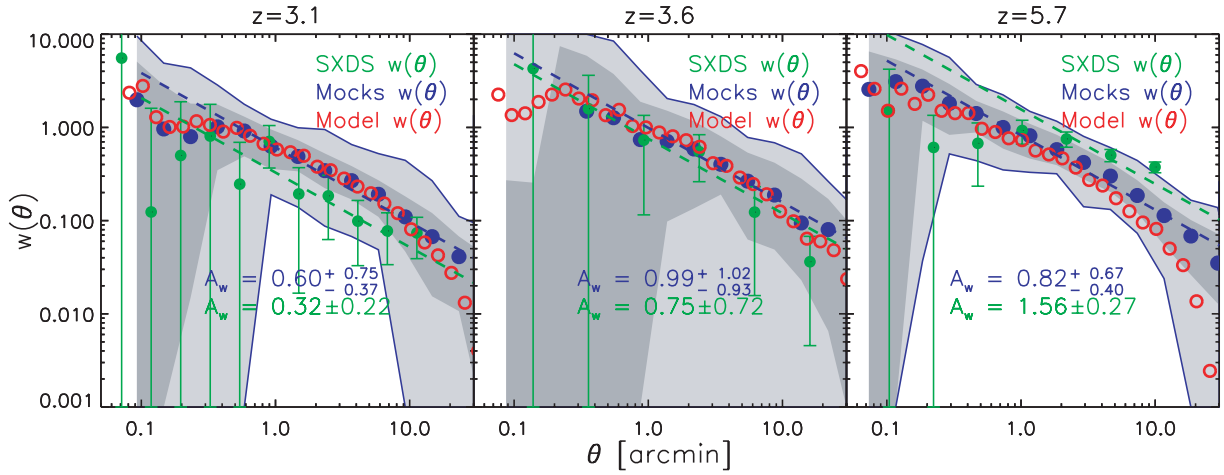 z=3.1 z=3.6 z=5.7
10.000
1.000
0.100
0.010
0.001
w(θ)
SXDS w(θ)
Mocks w(θ)
Model w(θ)
A_w = 0.60 + 0.75 − 0.37
A_w = 0.32±0.22
SXDS w(θ)
Mocks w(θ)
Model w(θ)
A_w = 0.99 + 1.02 − 0.93
A_w = 0.75±0.72
SXDS w(θ)
Mocks w(θ)
Model w(θ)
A_w = 0.82 + 0.67 − 0.40
A_w = 1.56±0.27
0.1 1.0 10.0 0.1 1.0 10.0 0.1 1.0 10.0
θ [arcmin]